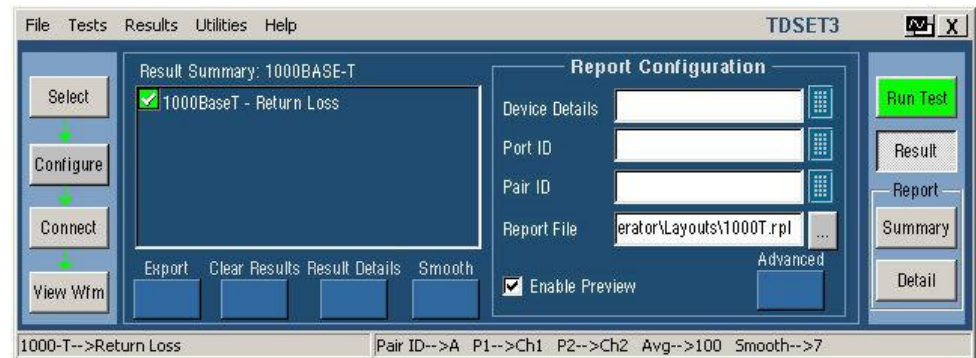 File Tests Results Utilities Help TDSET3 X
Select
Configure
Connect
View Wfm
Result Summary: 1000BASE-T
1000BaseT - Return Loss
Export Clear Results Result Details Smooth
Report Configuration
Device Details
Port ID
Pair ID
Report File erator\Layouts\1000T.rpl ...
Enable Preview
Advanced
Run Test
Result
Report
Summary
Detail
1000-T-->Return Loss Pair ID-->A P1-->Ch1 P2-->Ch2 Avg-->100 Smooth-->7